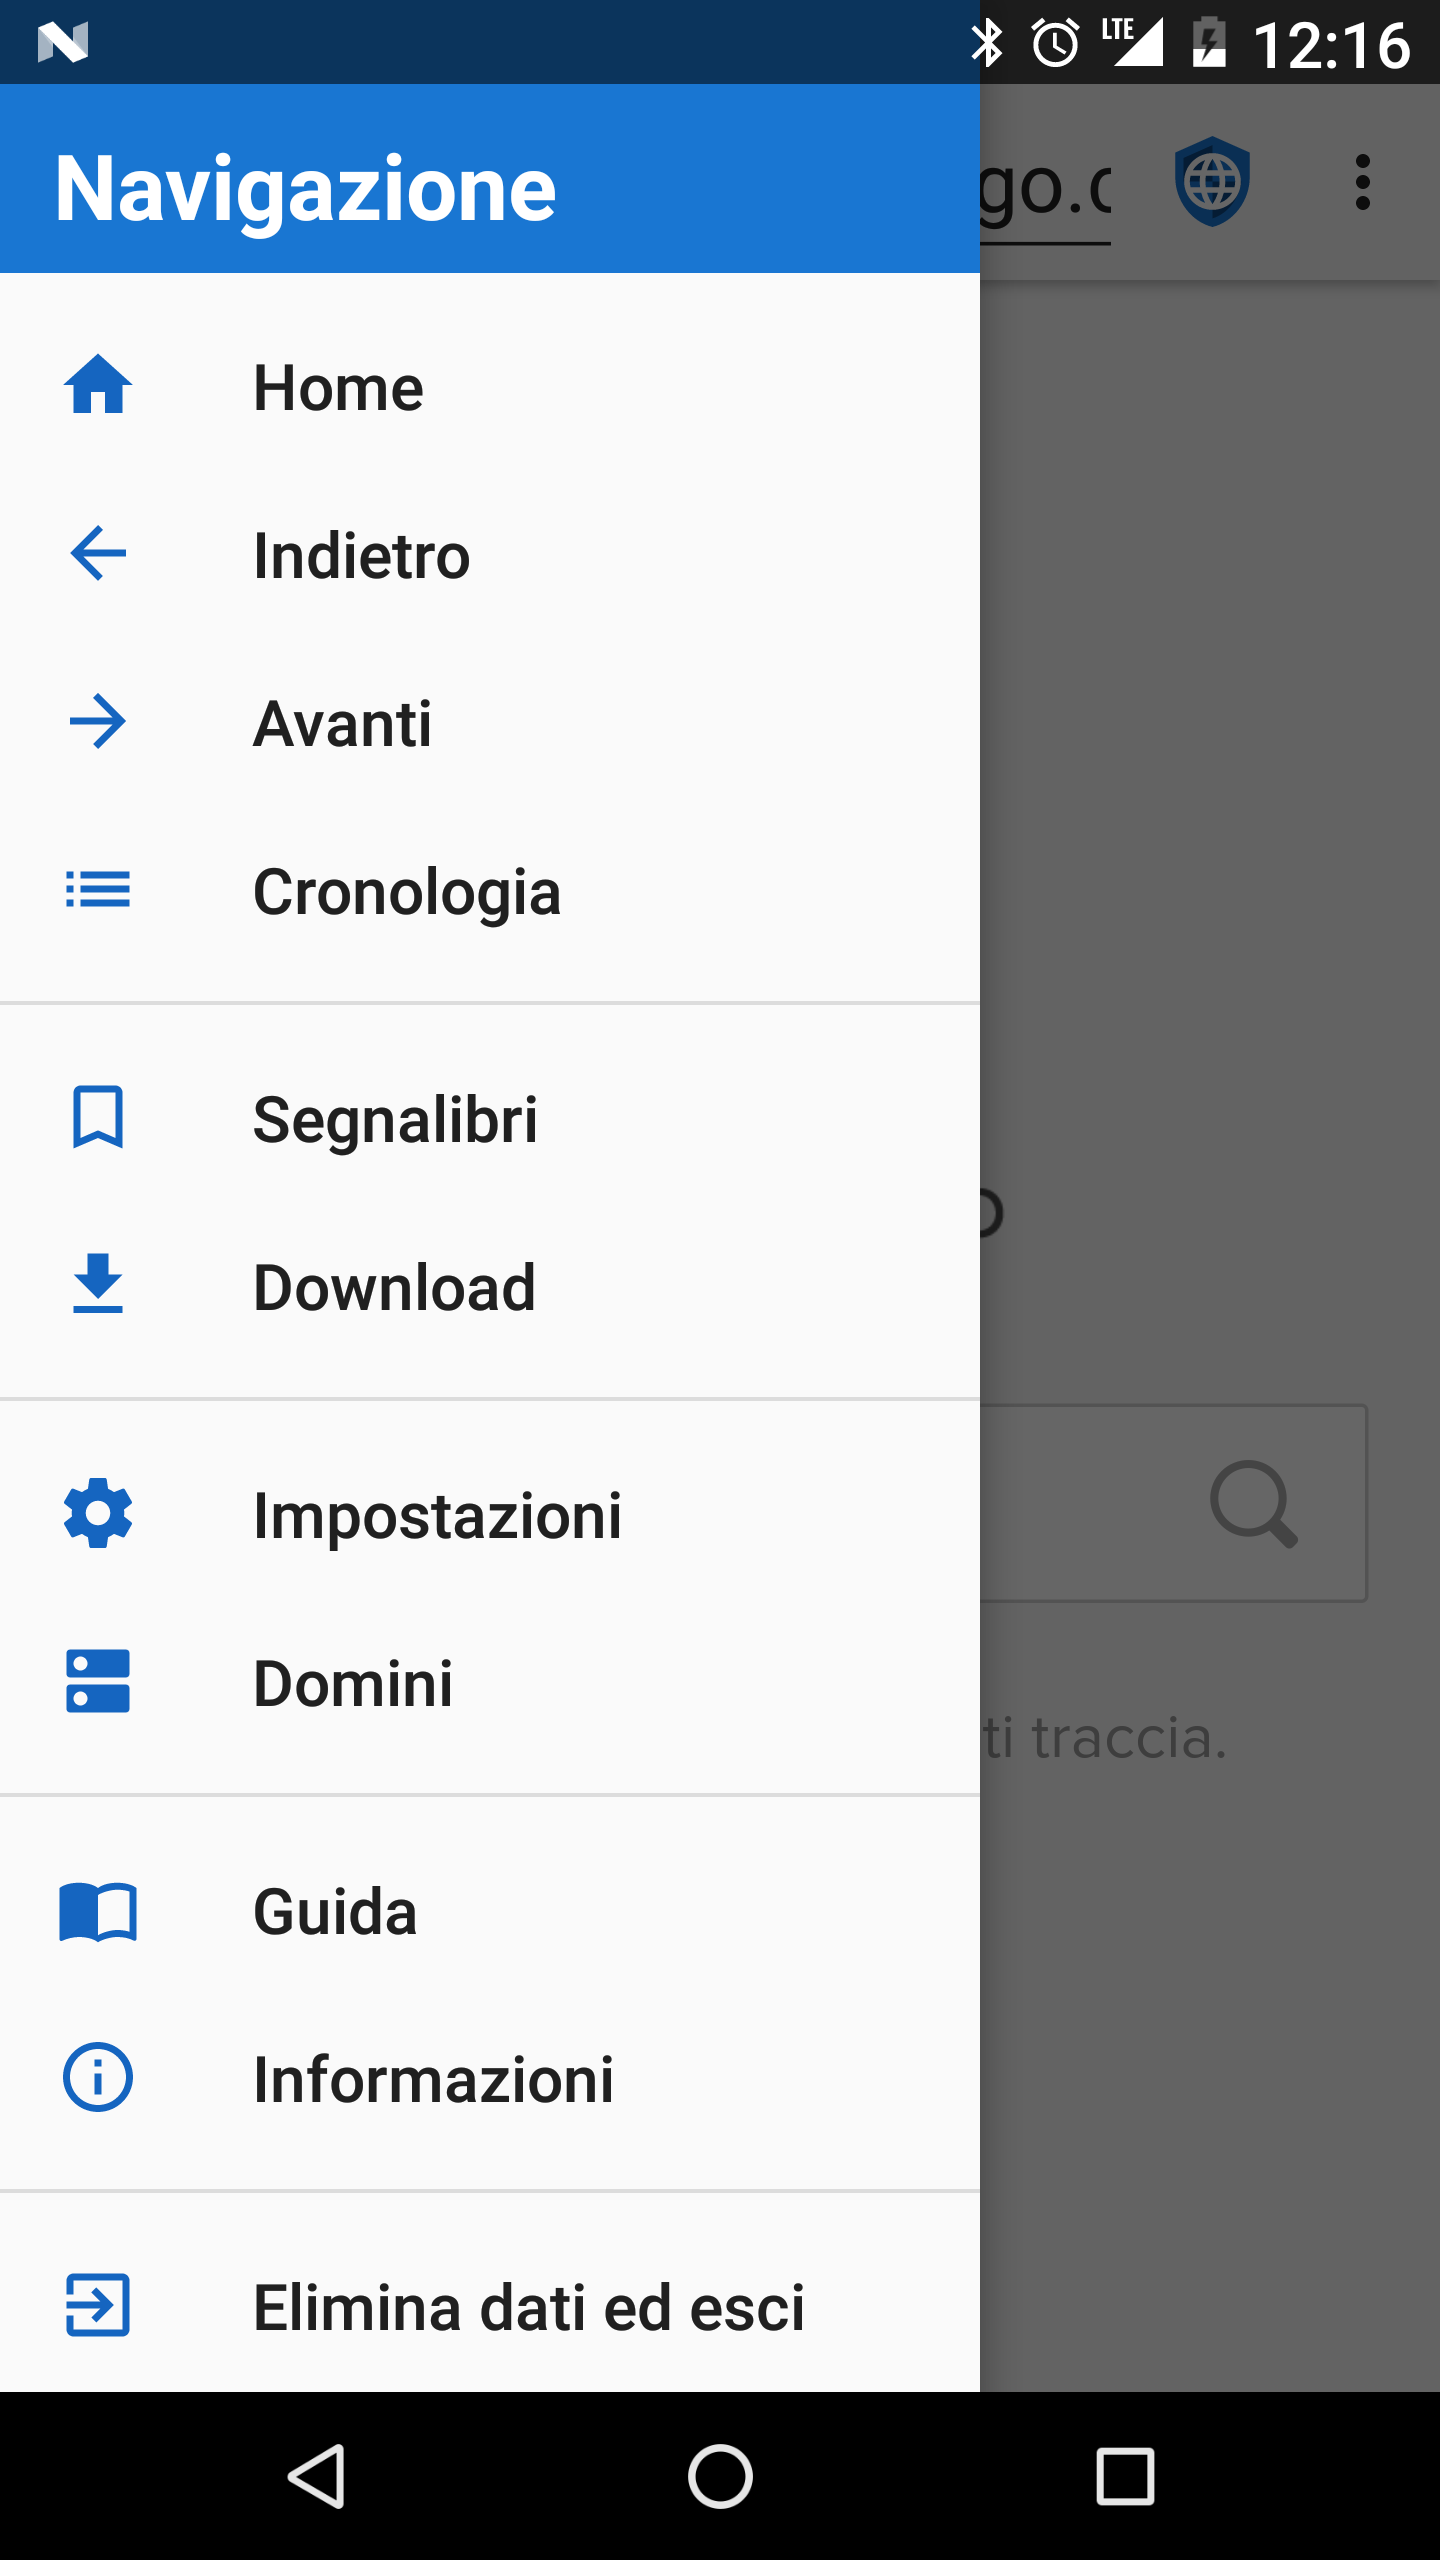 LTE 12:16
Navigazione
go.c
Home
Indietro
Avanti
Cronologia
Segnalibri
Download
Impostazioni
Domini
ti traccia.
Guida
Informazioni
Elimina dati ed esci